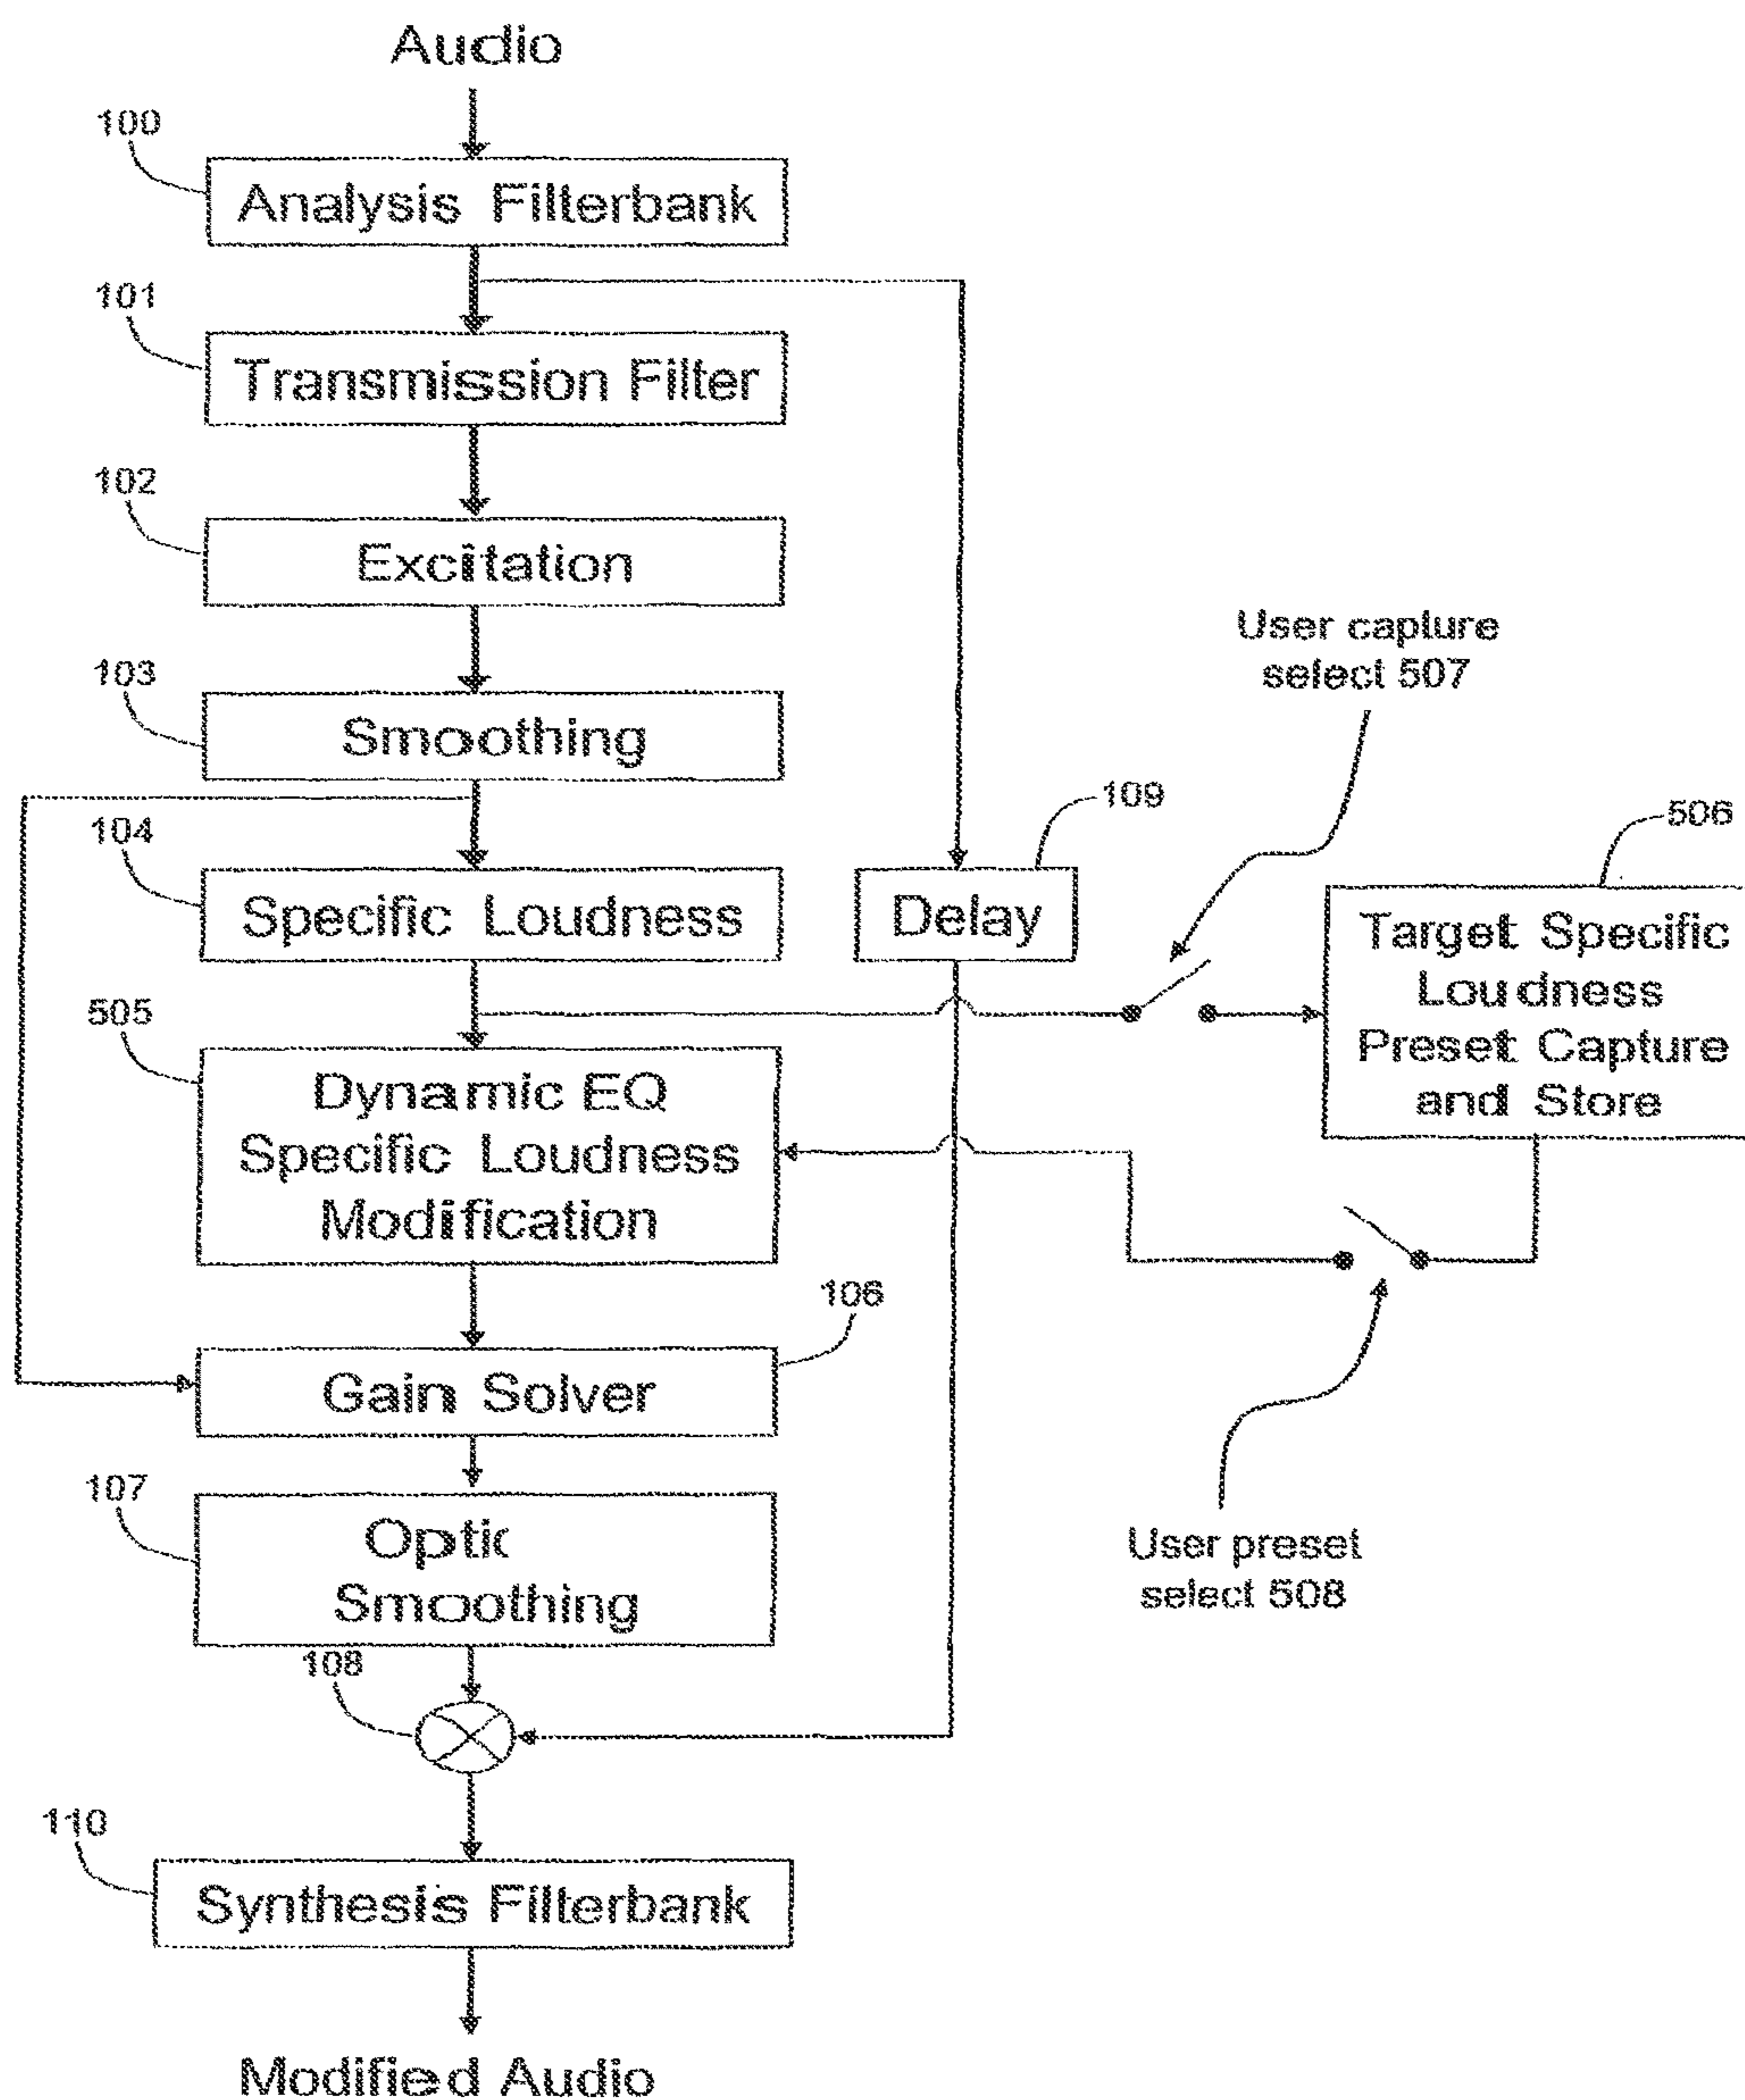 Audio
100
Analysis Filterbank
101
Transmission Filter
102
Excitation
103
Smoothing
104
Specific Loudness
109
Delay
User capture
select 507
506
Target Specific
Loudness
Preset Capture
and Store
505
Dynamic EQ
Specific Loudness
Modification
106
Gain Solver
User preset
select 508
107
Optic
Smoothing
108
110
Synthesis Filterbank
Modified Audio